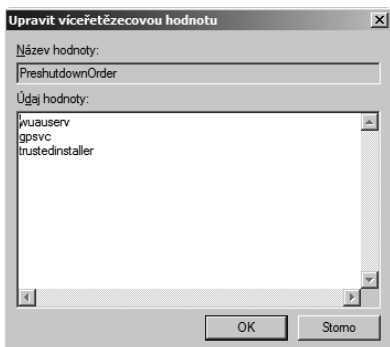 Upravit víceřetězcovou hodnotu
Název hodnoty:
PreshutdownOrder
Údaj hodnoty:
wuauserv
gpsvc
trustedinstaller
OK
Storno